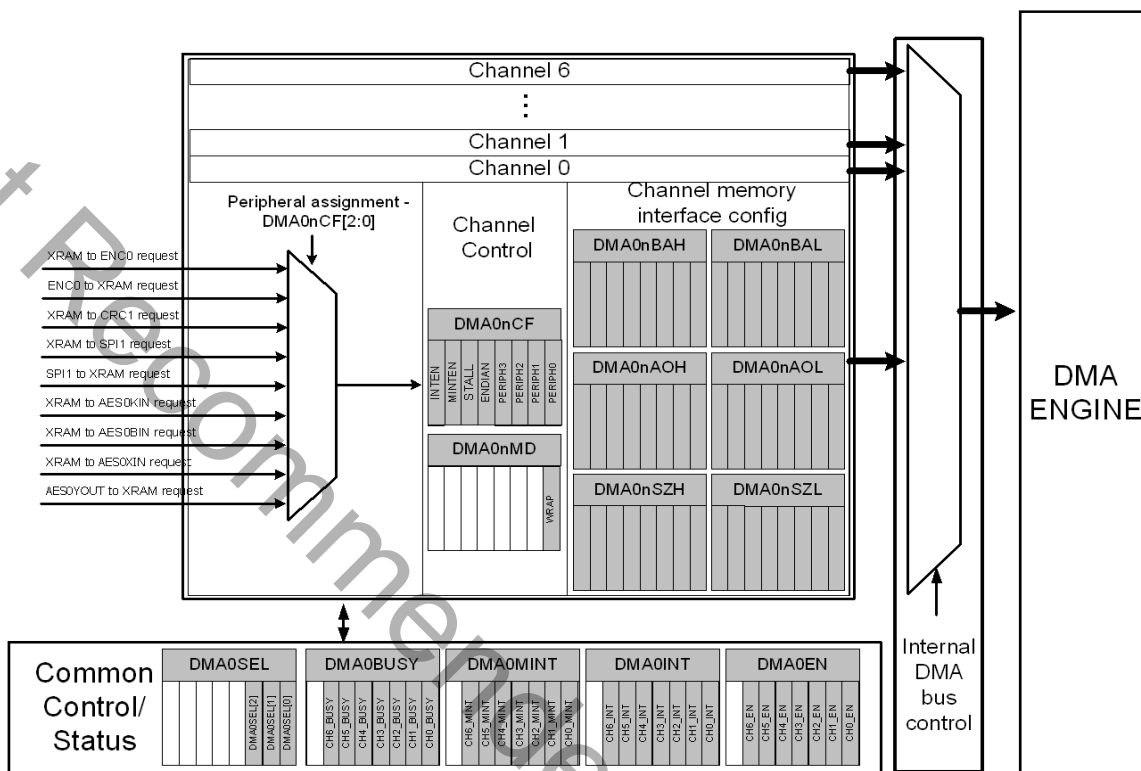 Channel 6
Channel 1
Channel 0
Peripheral assignment -
DMA0nCF[2:0]
XRAM to ENC0 request
ENC0 to XRAM request
XRAM to CRC1 request
XRAM to SPI1 request
SPI1 to XRAM request
XRAM to AES0KIN request
XRAM to AES0BIN request
XRAM to AES0XIN request
AES0YOUT to XRAM request
Channel
Control
DMA0nCF
INTEN
MINTEN
STALL
ENDIAN
PERIPH3
PERIPH2
PERIPH1
PERIPH0
DMA0nMD
WRAP
Channel memory
interface config
DMA0nBAH
DMA0nBAL
DMA0nAOH
DMA0nAOL
DMA0nSZH
DMA0nSZL
Internal
DMA
bus
control
DMA
ENGINE
Common
Control/
Status
DMA0SEL
DMA0SEL[2]
DMA0SEL[1]
DMA0SEL[0]
DMA0BUSY
CH6_BUSY
CH5_BUSY
CH4_BUSY
CH3_BUSY
CH2_BUSY
CH1_BUSY
CH0_BUSY
DMA0MINT
CH6_MINT
CH5_MINT
CH4_MINT
CH3_MINT
CH2_MINT
CH1_MINT
CH0_MINT
DMA0INT
CH6_INT
CH5_INT
CH4_INT
CH3_INT
CH2_INT
CH1_INT
CH0_INT
DMA0EN
CH6_EN
CH5_EN
CH4_EN
CH3_EN
CH2_EN
CH1_EN
CH0_EN